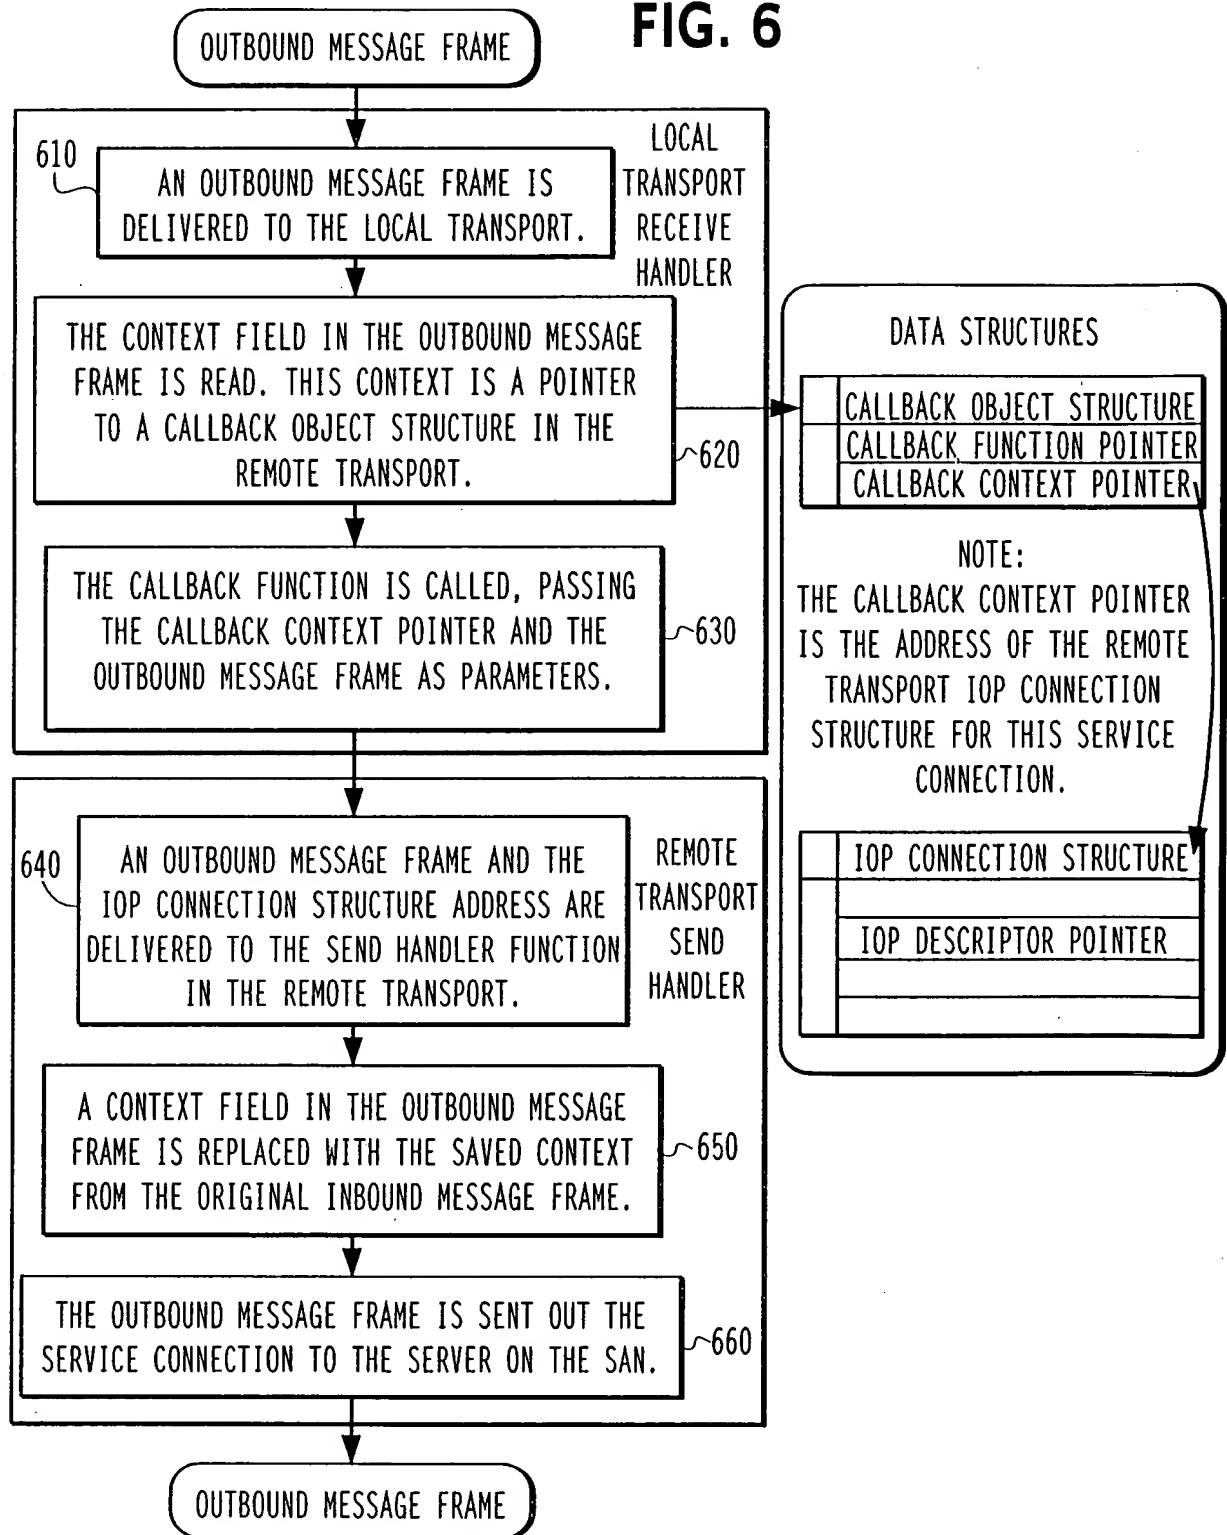 FIG. 6
OUTBOUND MESSAGE FRAME
LOCAL
TRANSPORT
RECEIVE
HANDLER
610
AN OUTBOUND MESSAGE FRAME IS
DELIVERED TO THE LOCAL TRANSPORT.
THE CONTEXT FIELD IN THE OUTBOUND MESSAGE
FRAME IS READ. THIS CONTEXT IS A POINTER
TO A CALLBACK OBJECT STRUCTURE IN THE
REMOTE TRANSPORT.
620
THE CALLBACK FUNCTION IS CALLED, PASSING
THE CALLBACK CONTEXT POINTER AND THE
OUTBOUND MESSAGE FRAME AS PARAMETERS.
630
DATA STRUCTURES
CALLBACK OBJECT STRUCTURE
CALLBACK FUNCTION POINTER
CALLBACK CONTEXT POINTER
NOTE:
THE CALLBACK CONTEXT POINTER
IS THE ADDRESS OF THE REMOTE
TRANSPORT IOP CONNECTION
STRUCTURE FOR THIS SERVICE
CONNECTION.
IOP CONNECTION STRUCTURE
IOP DESCRIPTOR POINTER
REMOTE
TRANSPORT
SEND
HANDLER
640
AN OUTBOUND MESSAGE FRAME AND THE
IOP CONNECTION STRUCTURE ADDRESS ARE
DELIVERED TO THE SEND HANDLER FUNCTION
IN THE REMOTE TRANSPORT.
A CONTEXT FIELD IN THE OUTBOUND MESSAGE
FRAME IS REPLACED WITH THE SAVED CONTEXT
FROM THE ORIGINAL INBOUND MESSAGE FRAME.
650
THE OUTBOUND MESSAGE FRAME IS SENT OUT THE
SERVICE CONNECTION TO THE SERVER ON THE SAN.
660
OUTBOUND MESSAGE FRAME